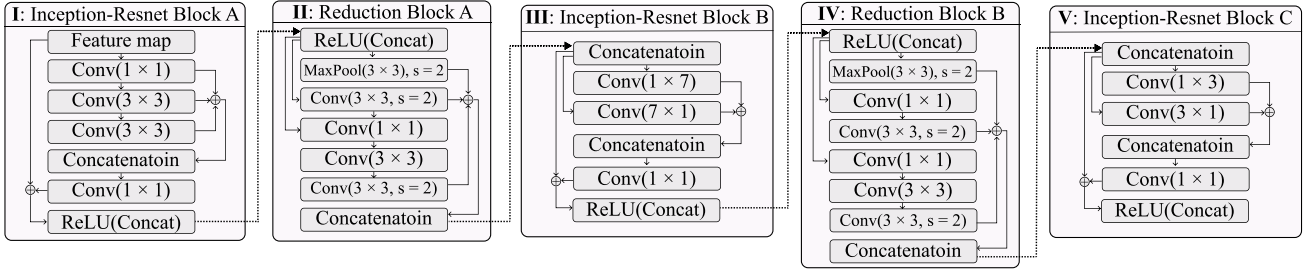 I: Inception-Resnet Block A
Feature map
Conv(1 × 1)
Conv(3 × 3)
Conv(3 × 3)
Concatenatoin
Conv(1 × 1)
ReLU(Concat)
II: Reduction Block A
ReLU(Concat)
MaxPool(3 × 3), s = 2
Conv(3 × 3, s = 2)
Conv(1 × 1)
Conv(3 × 3)
Conv(3 × 3, s = 2)
Concatenatoin
III: Inception-Resnet Block B
Concatenatoin
Conv(1 × 7)
Conv(7 × 1)
Concatenatoin
Conv(1 × 1)
ReLU(Concat)
IV: Reduction Block B
ReLU(Concat)
MaxPool(3 × 3), s = 2
Conv(1 × 1)
Conv(3 × 3, s = 2)
Conv(1 × 1)
Conv(3 × 3)
Conv(3 × 3, s = 2)
Concatenatoin
V: Inception-Resnet Block C
Concatenatoin
Conv(1 × 3)
Conv(3 × 1)
Concatenatoin
Conv(1 × 1)
ReLU(Concat)